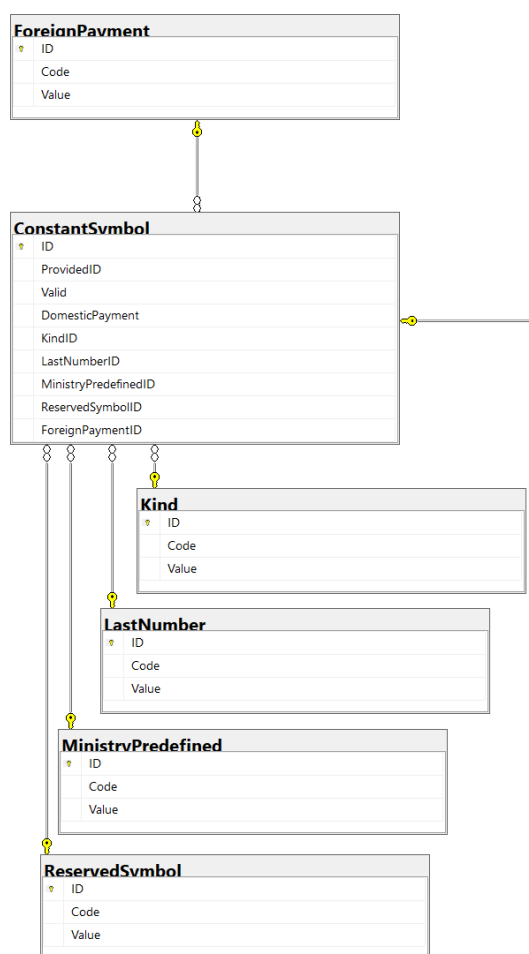 ForeignPayment
ID
Code
Value
ConstantSymbol
ID
ProvidedID
Valid
DomesticPayment
KindID
LastNumberID
MinistryPredefinedID
ReservedSymbolID
ForeignPaymentID
Kind
ID
Code
Value
LastNumber
ID
Code
Value
MinistryPredefined
ID
Code
Value
ReservedSymbol
ID
Code
Value